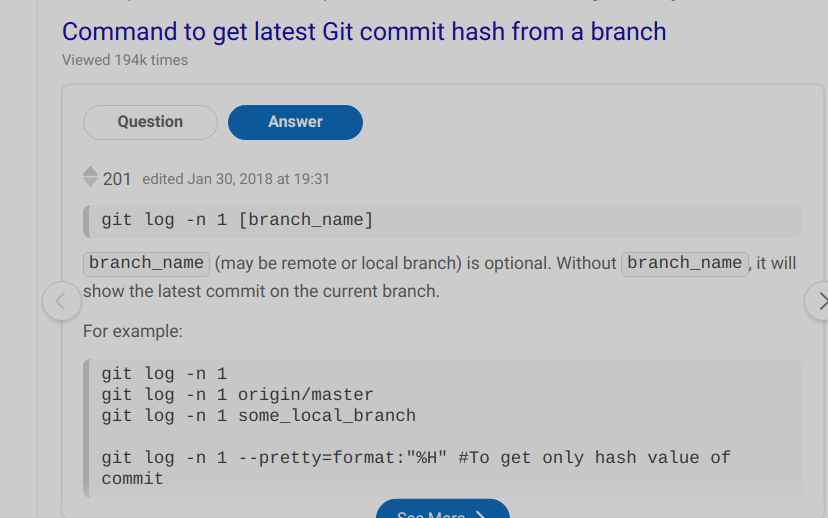 Command to get latest Git commit hash from a branch
Viewed 194k times
Question
Answer
201 edited Jan 30, 2018 at 19:31
git log -n 1 [branch_name]
branch_name (may be remote or local branch) is optional. Without branch_name, it will
show the latest commit on the current branch.
For example:
git log -n 1
git log -n 1 origin/master
git log -n 1 some_local_branch
git log -n 1 --pretty=format:"%H" #To get only hash value of
commit
See More